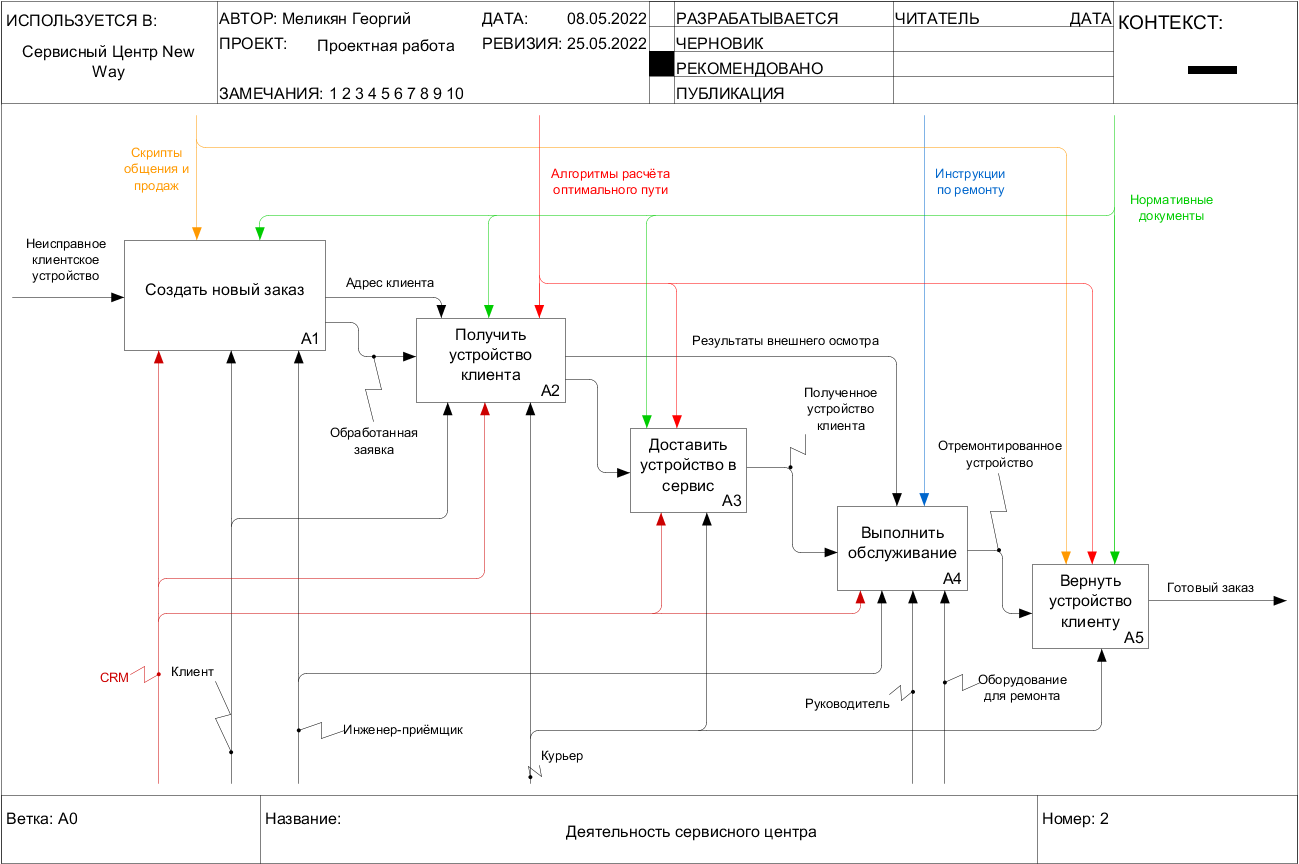 ИСПОЛЬЗУЕТСЯ В:
Сервисный Центр New
Way
АВТОР: Меликян Георгий
ДАТА: 08.05.2022
ПРОЕКТ: Проектная работа
РЕВИЗИЯ: 25.05.2022
ЗАМЕЧАНИЯ: 1 2 3 4 5 6 7 8 9 10
РАЗРАБАТЫВАЕТСЯ
ЧЕРНОВИК
РЕКОМЕНДОВАНО
ПУБЛИКАЦИЯ
ЧИТАТЕЛЬ ДАТА
КОНТЕКСТ:
Скрипты
общения и
продаж
Алгоритмы расчёта
оптимального пути
Инструкции
по ремонту
Нормативные
документы
Неисправное
клиентское
устройство
Создать новый заказ
A1
Адрес клиента
Получить
устройство
клиента
A2
Обработанная
заявка
Результаты внешнего осмотра
Доставить
устройство в
сервис
A3
Полученное
устройство
клиента
Выполнить
обслуживание
A4
Отремонтированное
устройство
Вернуть
устройство
клиенту
A5
Готовый заказ
CRM
Клиент
Инженер-приёмщик
Курьер
Руководитель
Оборудование
для ремонта
Ветка: A0
Название:
Деятельность сервисного центра
Номер: 2